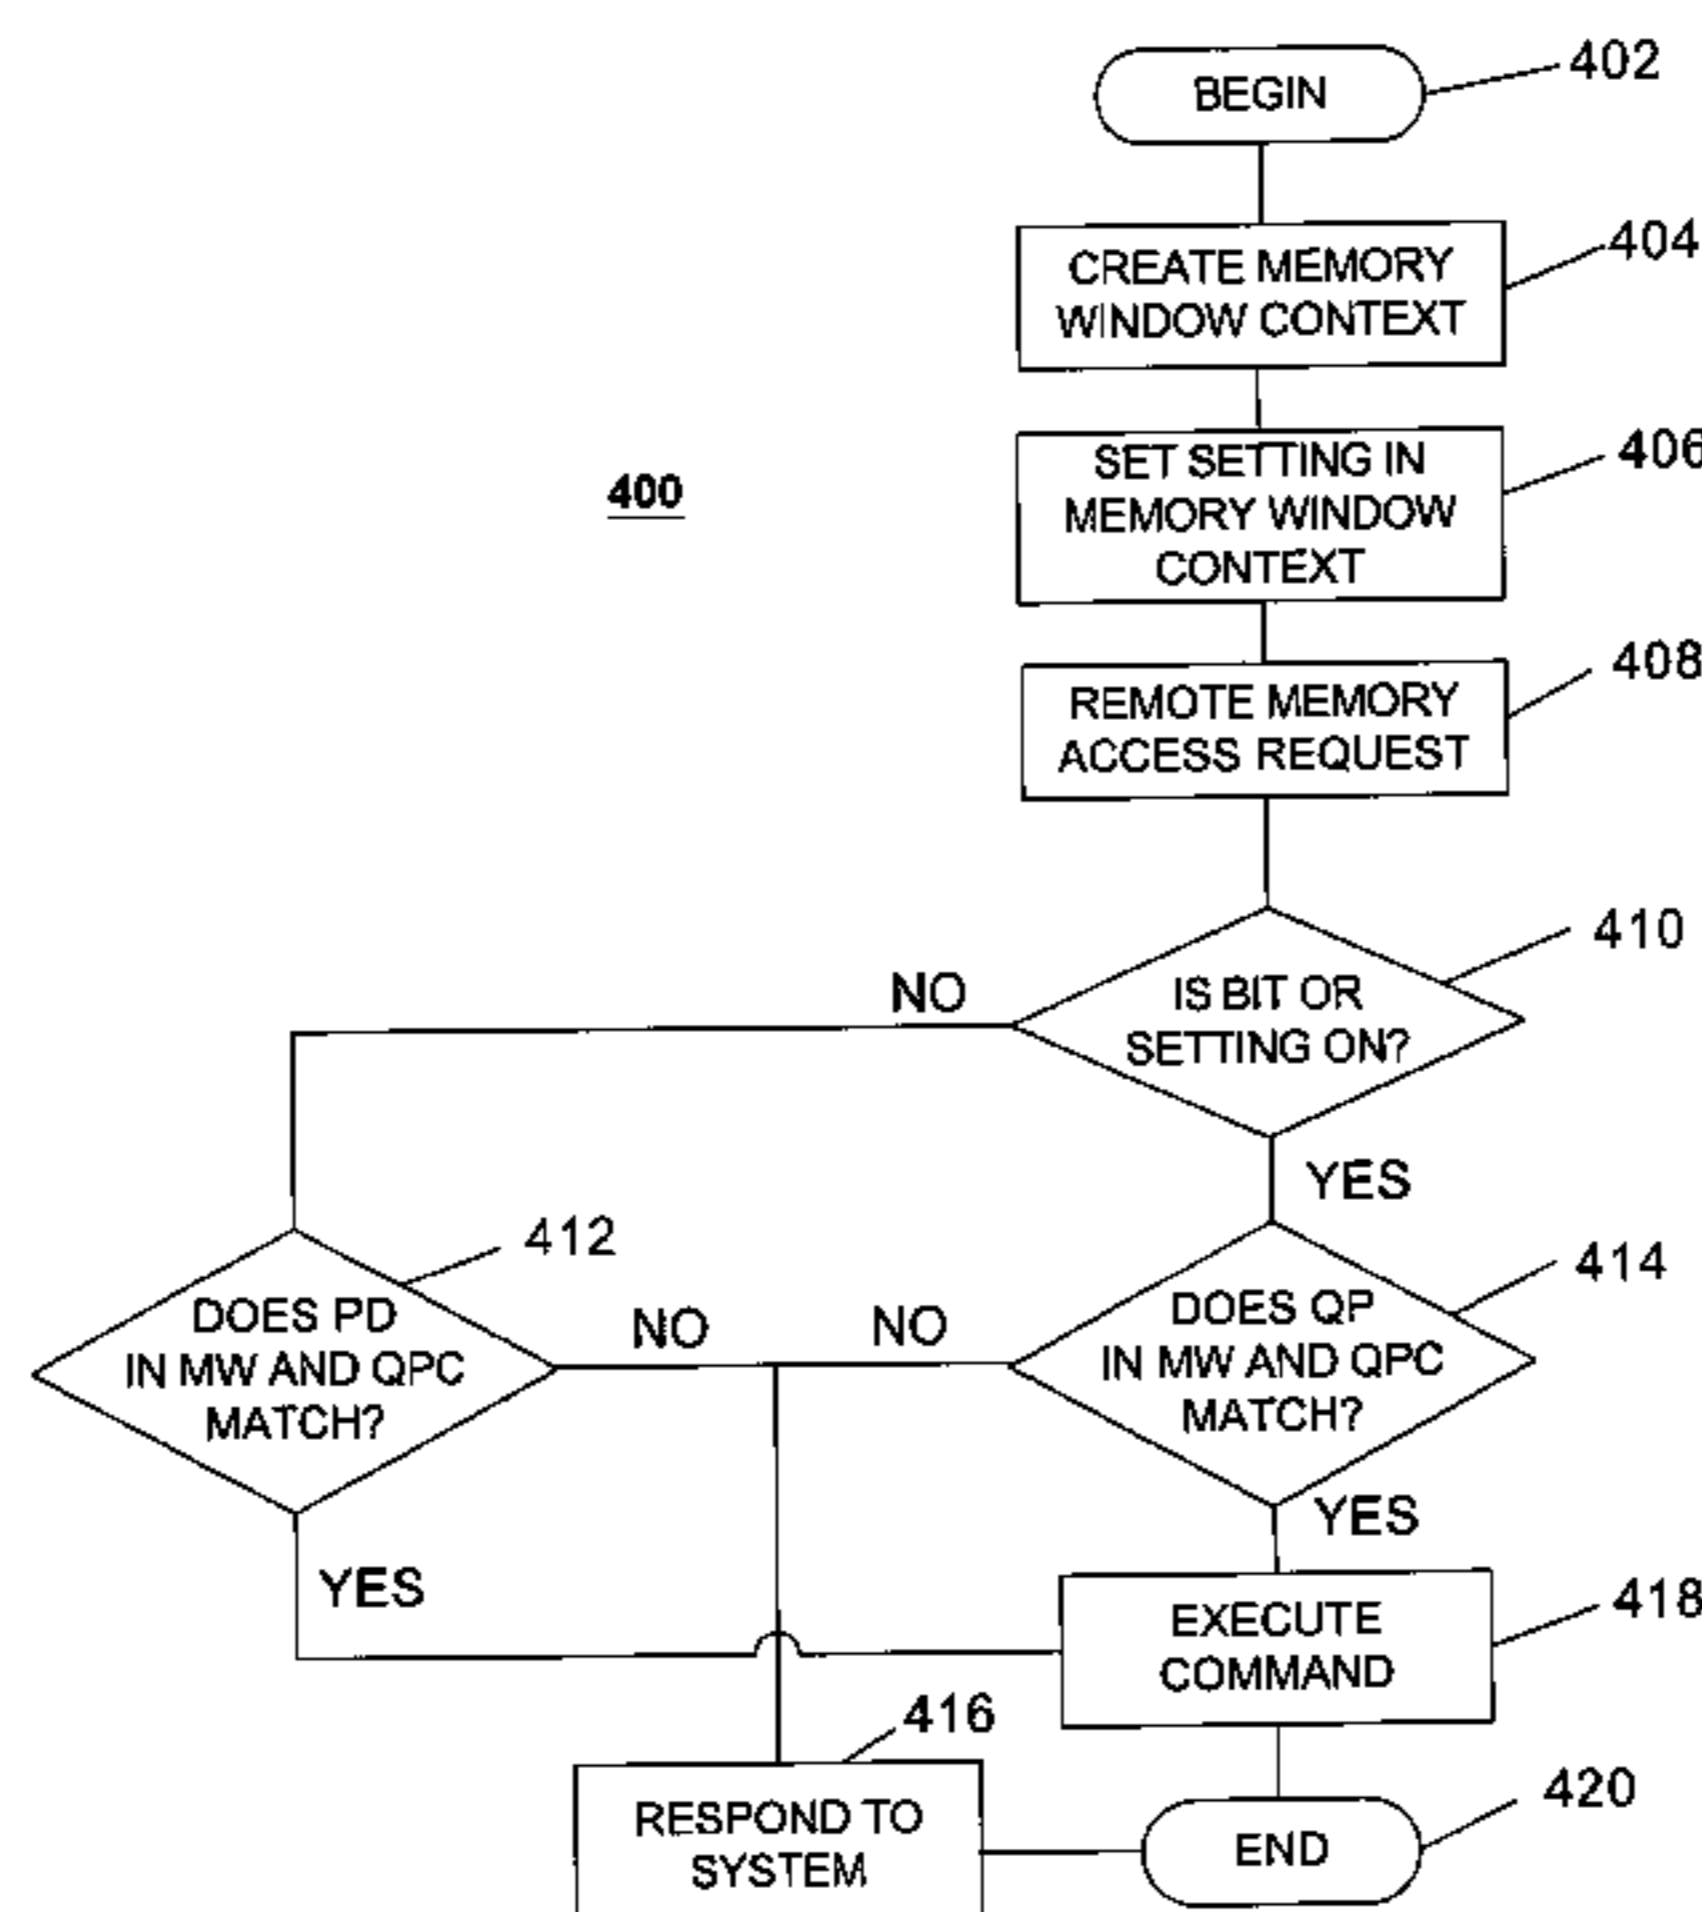 402
BEGIN
404
CREATE MEMORY
WINDOW CONTEXT
406
SET SETTING IN
MEMORY WINDOW
CONTEXT
400
408
REMOTE MEMORY
ACCESS REQUEST
410
NO
IS BIT OR
SETTING ON?
YES
412
DOES PD
IN MW AND QPC
MATCH?
NO
NO
414
DOES QP
IN MW AND QPC
MATCH?
YES
YES
418
EXECUTE
COMMAND
416
RESPOND TO
SYSTEM
420
END